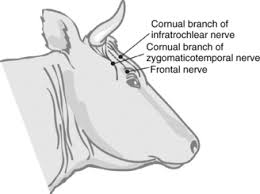 Cornual branch of
infratrochlear nerve
Cornual branch of
zygomaticotemporal nerve
Frontal nerve